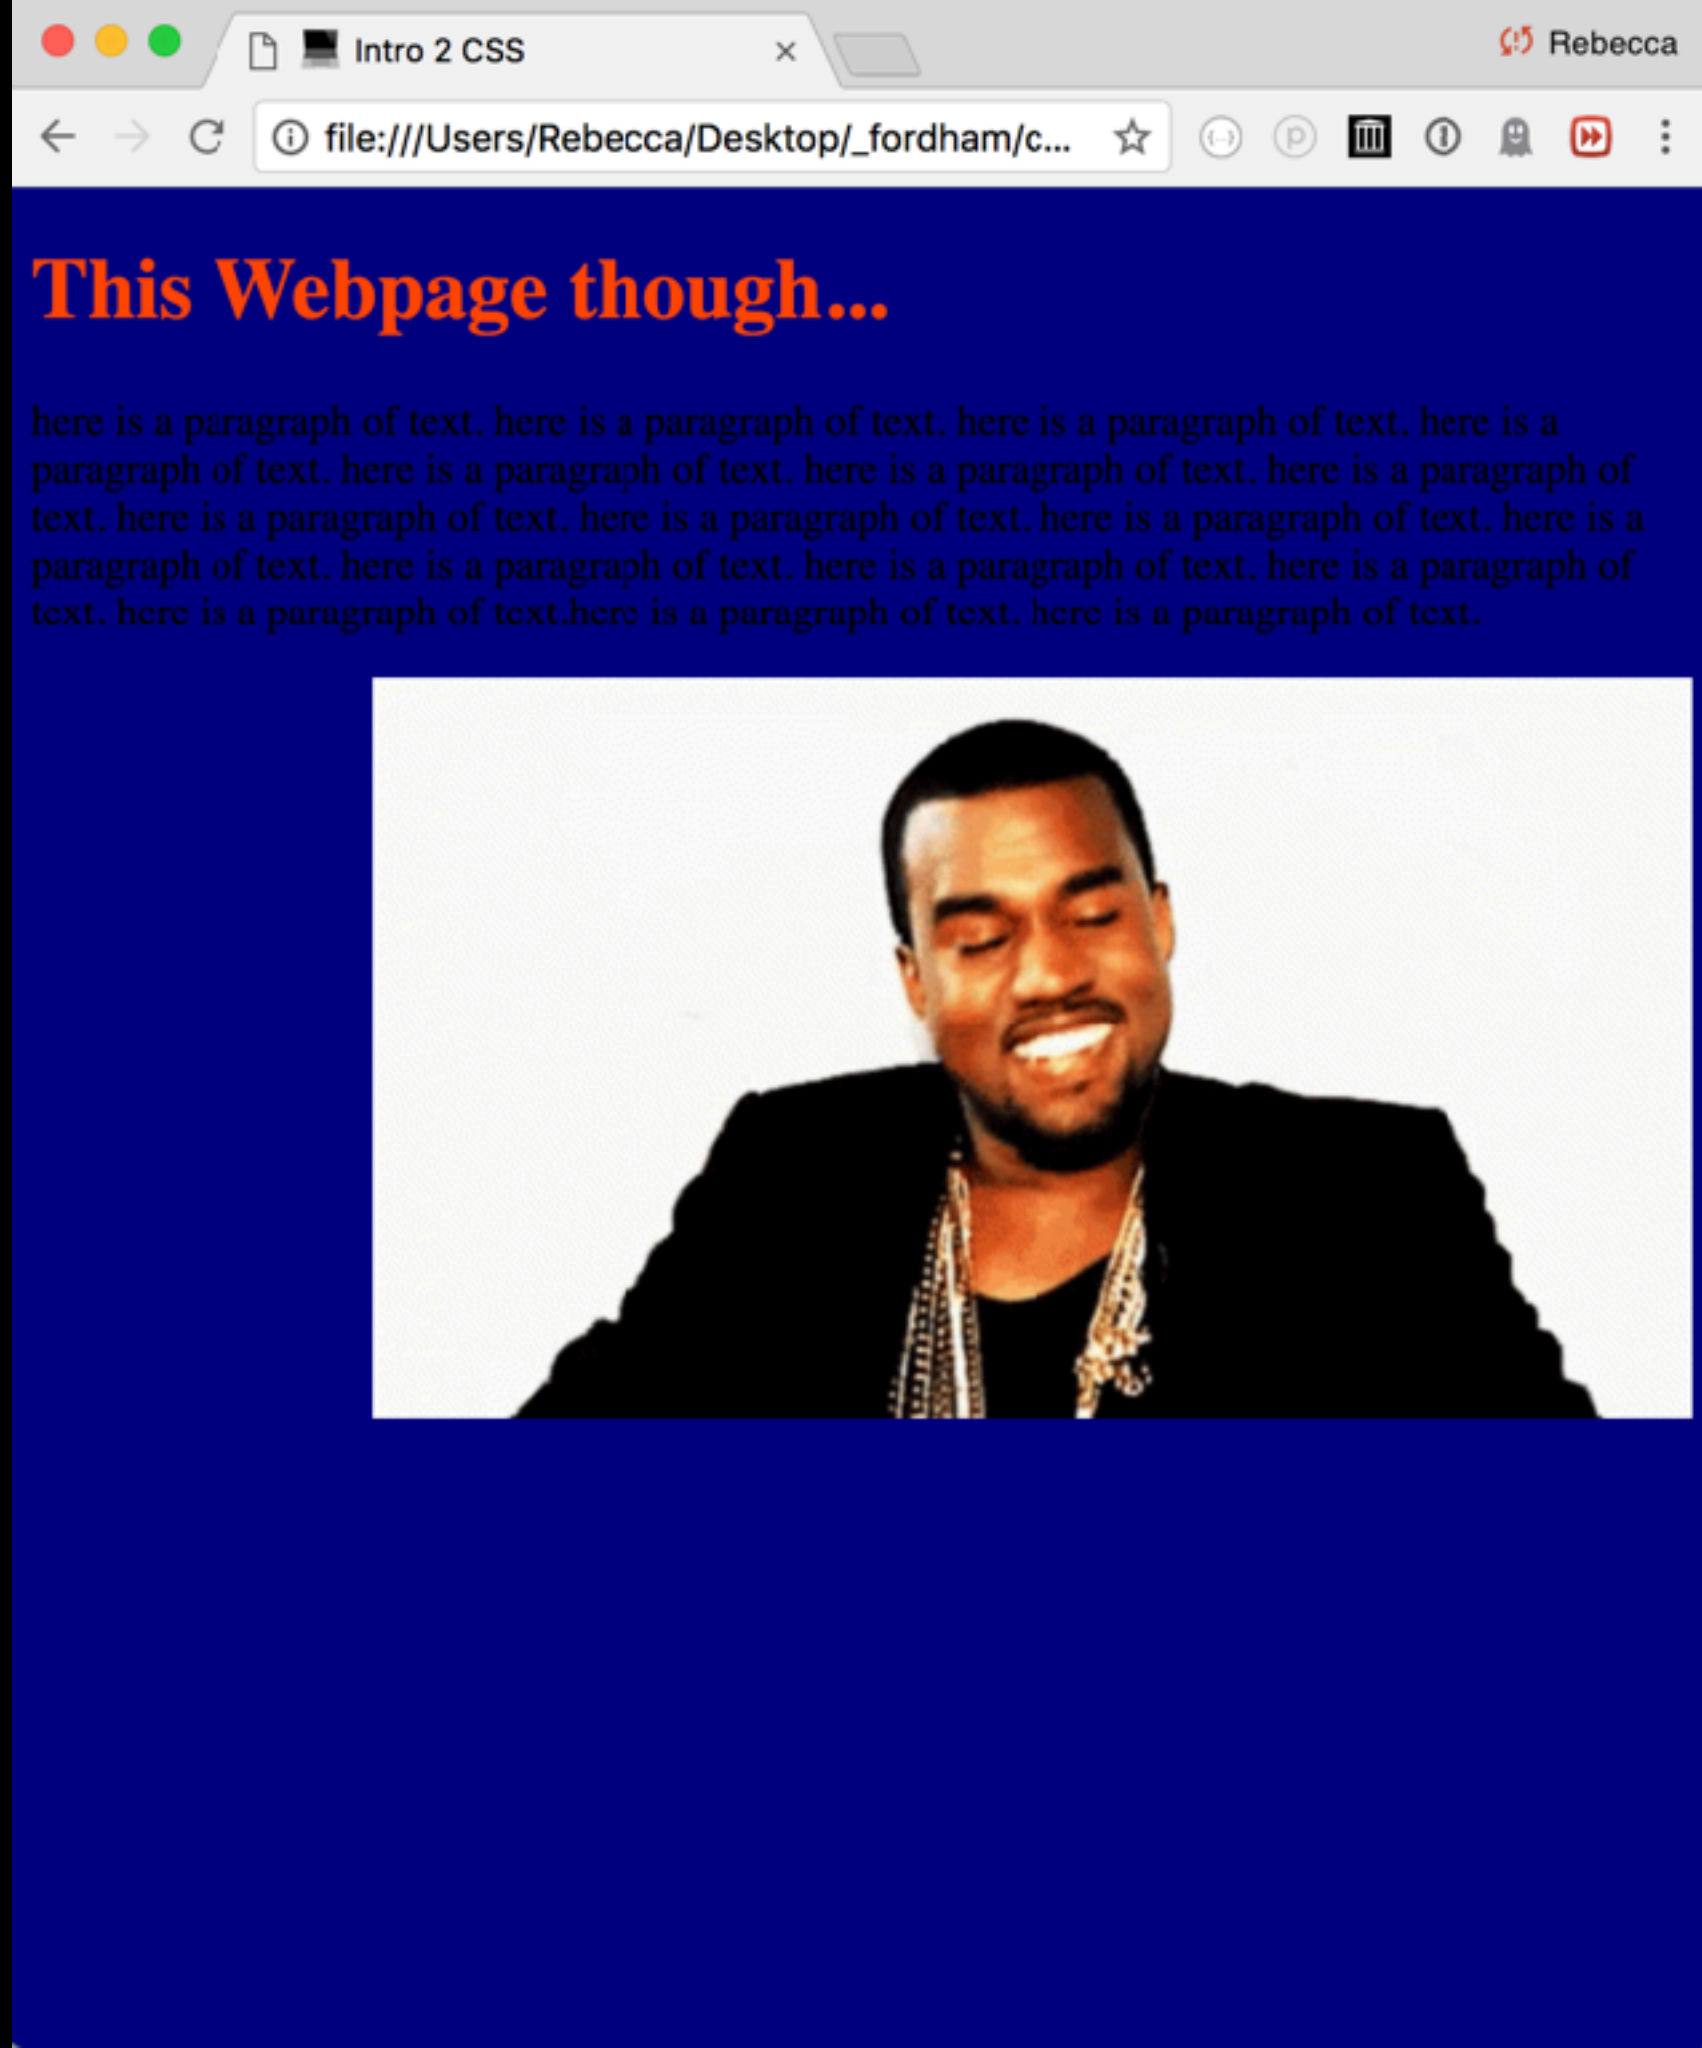 Intro 2 CSS
Rebecca
file:///Users/Rebecca/Desktop/_fordham/c...
This Webpage though...
here is a paragraph of text. here is a paragraph of text. here is a paragraph of text. here is a
paragraph of text. here is a paragraph of text. here is a paragraph of text. here is a paragraph of
text. here is a paragraph of text. here is a paragraph of text. here is a paragraph of text. here is a
paragraph of text. here is a paragraph of text. here is a paragraph of text. here is a paragraph of
text. here is a paragraph of text.here is a paragraph of text. here is a paragraph of text.